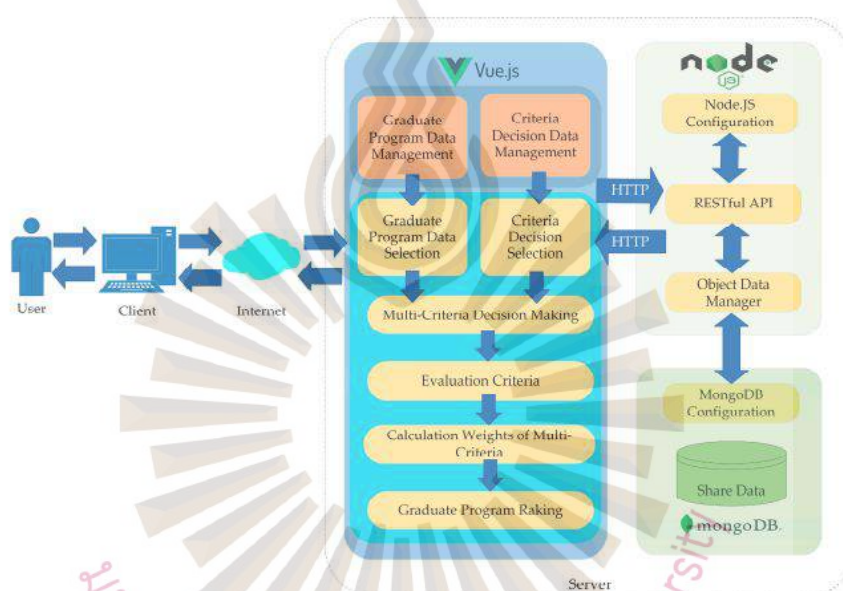 Vue.js
Graduate
Program Data
Management
Criteria
Decision Data
Management
Graduate
Program Data
Selection
Criteria
Decision
Selection
Multi-Criteria Decision Making
Evaluation Criteria
Calculation Weights of Multi-
Criteria
Graduate Program Raking
User
Client
Internet
HTTP
HTTP
node
JS
Node.JS
Configuration
RESTful API
Object Data
Manager
MongoDB
Configuration
Share Data
mongoDB.
Server